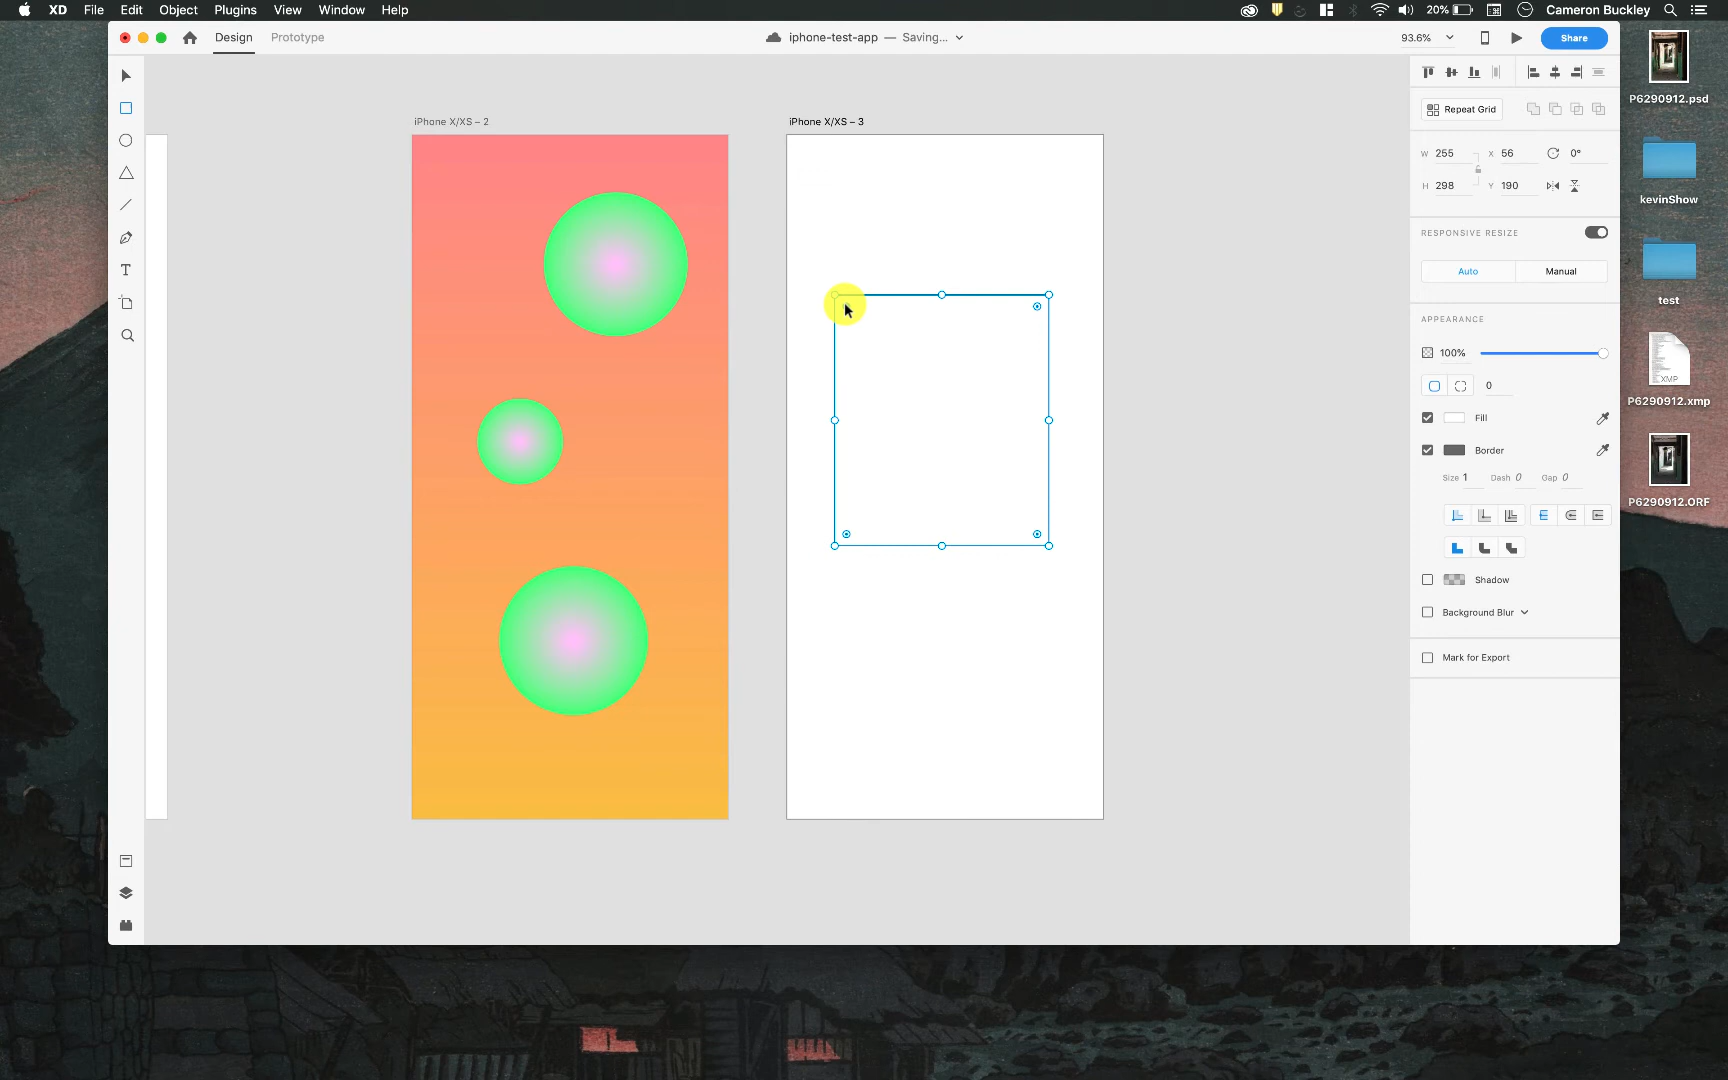 XD File Edit Object Plugins View Window Help 20% Cameron Buckley
Design Prototype iphone-test-app — Saving... 93.6% Share
iPhone X/XS – 2
iPhone X/XS – 3
Repeat Grid
W 255 X 56 0°
H 298 Y 190
RESPONSIVE RESIZE
Auto Manual
APPEARANCE
100%
0
Fill
Border
Size 1 Dash 0 Gap 0
Shadow
Background Blur
Mark for Export
P6290912.psd
kevinShow
test
XMP
P6290912.xmp
P6290912.ORF